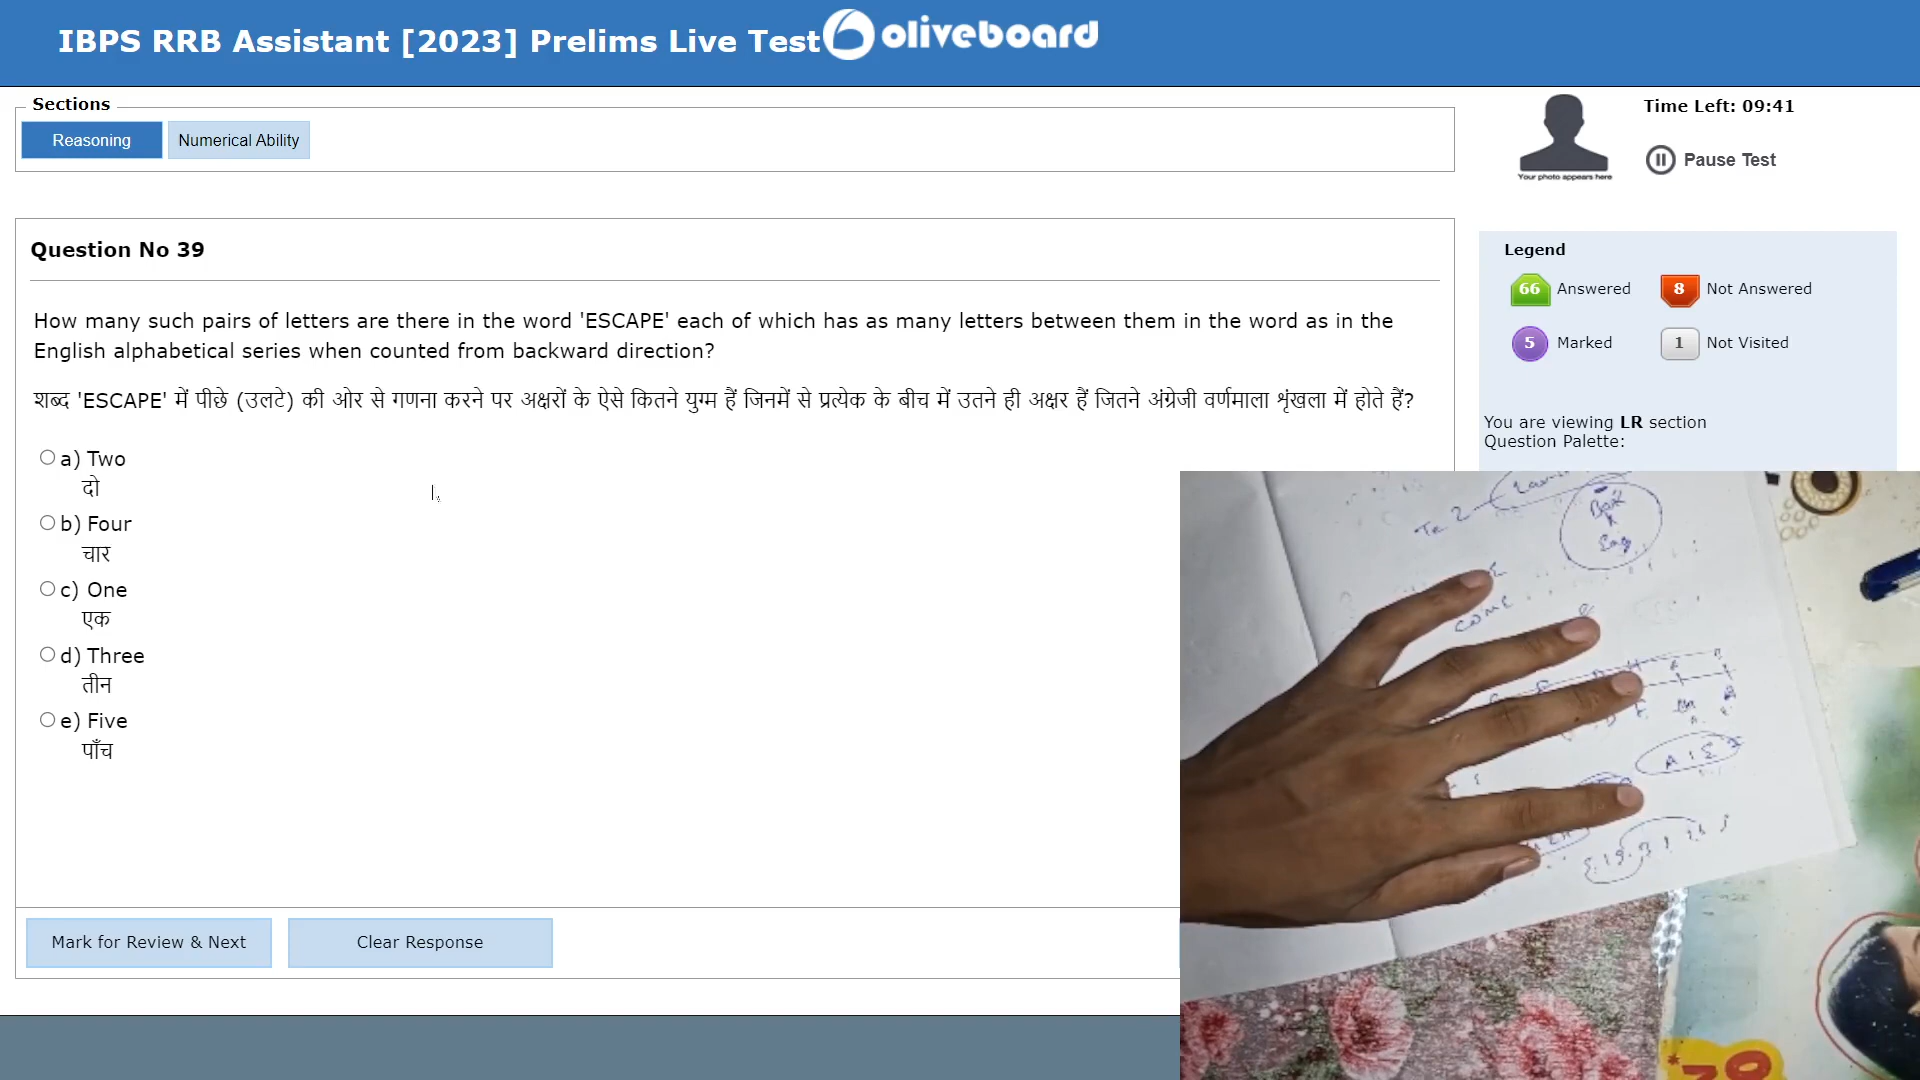 IBPS RRB Assistant [2023] Prelims Live Test oliveboard
Sections
Reasoning
Numerical Ability
Your photo appears here
Time Left: 09:41
Pause Test
Question No 39
How many such pairs of letters are there in the word 'ESCAPE' each of which has as many letters between them in the word as in the
English alphabetical series when counted from backward direction?
शब्द 'ESCAPE' में पीछे (उलटे) की ओर से गणना करने पर अक्षरों के ऐसे कितने युग्म हैं जिनमें से प्रत्येक के बीच में उतने ही अक्षर हैं जितने अंग्रेजी वर्णमाला श्रृंखला में होते हैं?
a) Two
दो
b) Four
चार
c) One
एक
d) Three
तीन
e) Five
पाँच
Mark for Review & Next
Clear Response
Legend
66 Answered
8 Not Answered
5 Marked
1 Not Visited
You are viewing LR section
Question Palette:
come